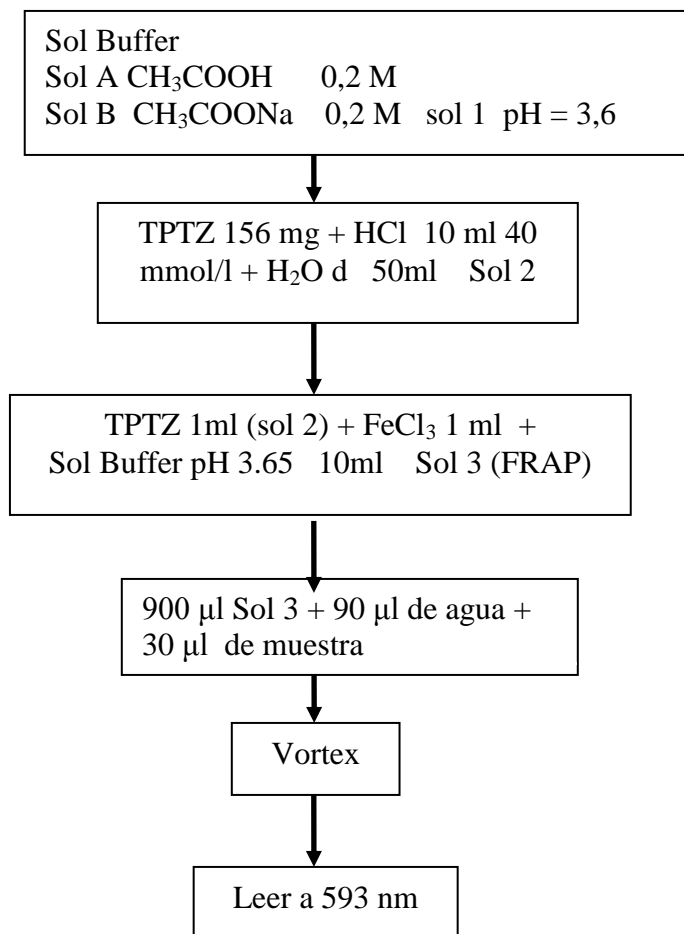 Sol Buffer
Sol A CH₃COOH 0,2 M
Sol B CH₃COONa 0,2 M sol 1 pH = 3,6
TPTZ 156 mg + HCl 10 ml 40
mmol/l + H₂O d 50ml Sol 2
TPTZ 1ml (sol 2) + FeCl₃ 1 ml +
Sol Buffer pH 3.65 10ml Sol 3 (FRAP)
900 μl Sol 3 + 90 μl de agua +
30 μl de muestra
Vortex
Leer a 593 nm